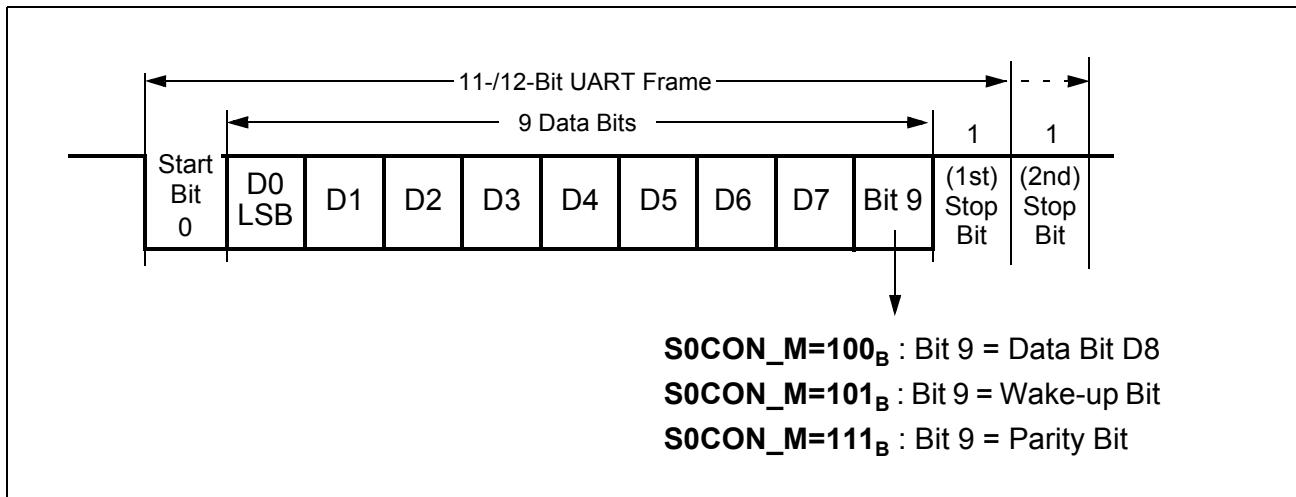 11-/12-Bit UART Frame
9 Data Bits
1
1
Start
Bit
0
D0
LSB
D1
D2
D3
D4
D5
D6
D7
Bit 9
(1st)
Stop
Bit
(2nd)
Stop
Bit
S0CON_M=100B : Bit 9 = Data Bit D8
S0CON_M=101B : Bit 9 = Wake-up Bit
S0CON_M=111B : Bit 9 = Parity Bit